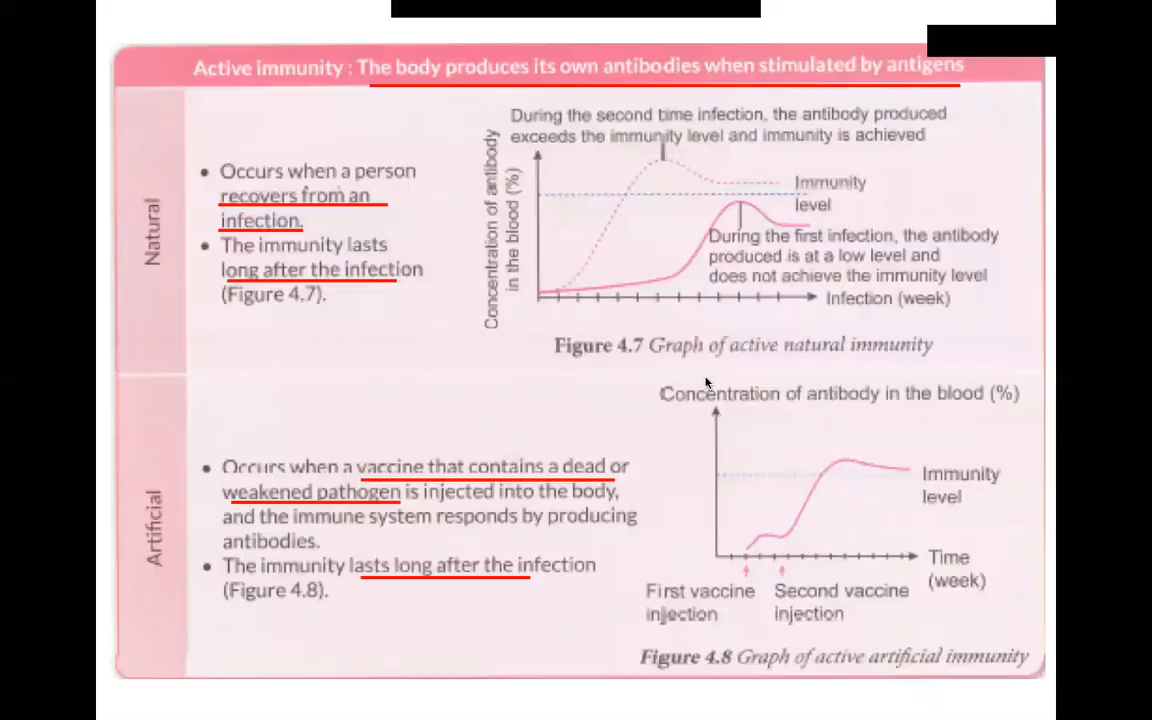 Active immunity : The body produces its own antibodies when stimulated by antigens
Natural
• Occurs when a person
recovers from an
infection.
• The immunity lasts
long after the infection
(Figure 4.7).
During the second time infection, the antibody produced
exceeds the immunity level and immunity is achieved
Concentration of antibody
in the blood (%)
Immunity
level
During the first infection, the antibody
produced is at a low level and
does not achieve the immunity level
Infection (week)
Figure 4.7 Graph of active natural immunity
Artificial
• Occurs when a vaccine that contains a dead or
weakened pathogen is injected into the body,
and the immune system responds by producing
antibodies.
• The immunity lasts long after the infection
(Figure 4.8).
Concentration of antibody in the blood (%)
Immunity
level
Time
(week)
First vaccine
injection
Second vaccine
injection
Figure 4.8 Graph of active artificial immunity